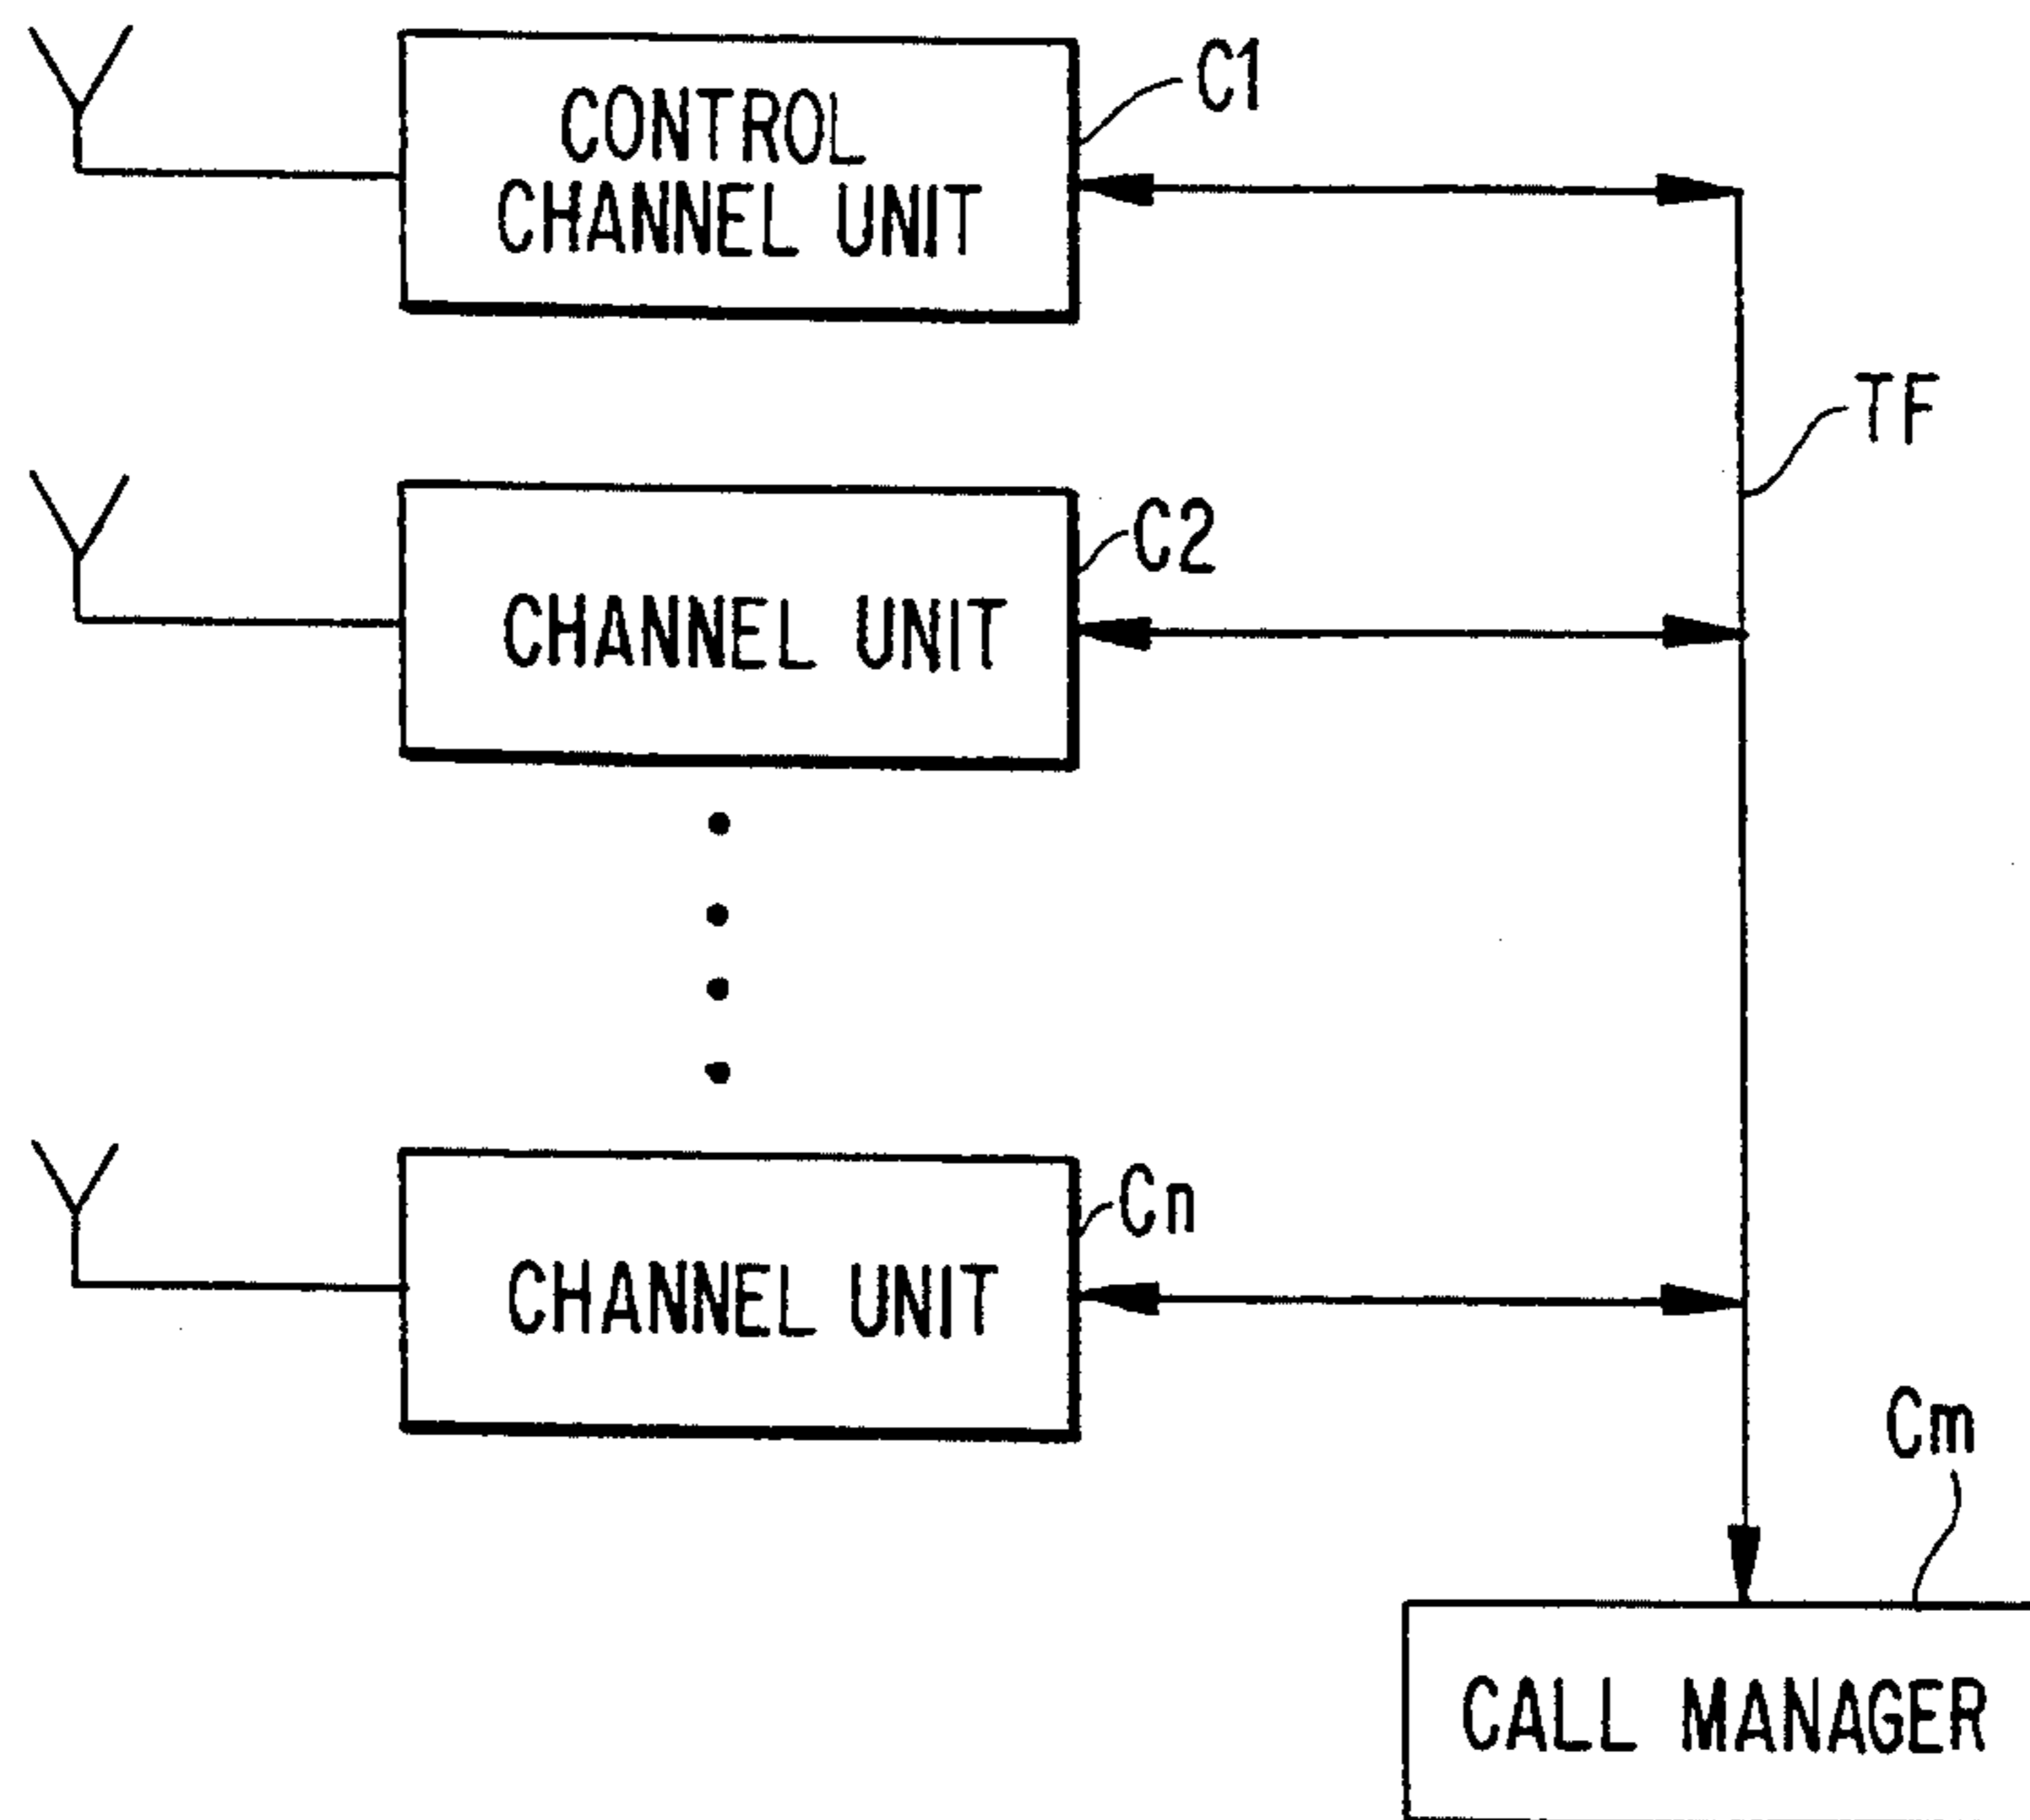 CONTROL
CHANNEL UNIT
C1
TF
C2
CHANNEL UNIT
Cn
CHANNEL UNIT
Cm
CALL MANAGER